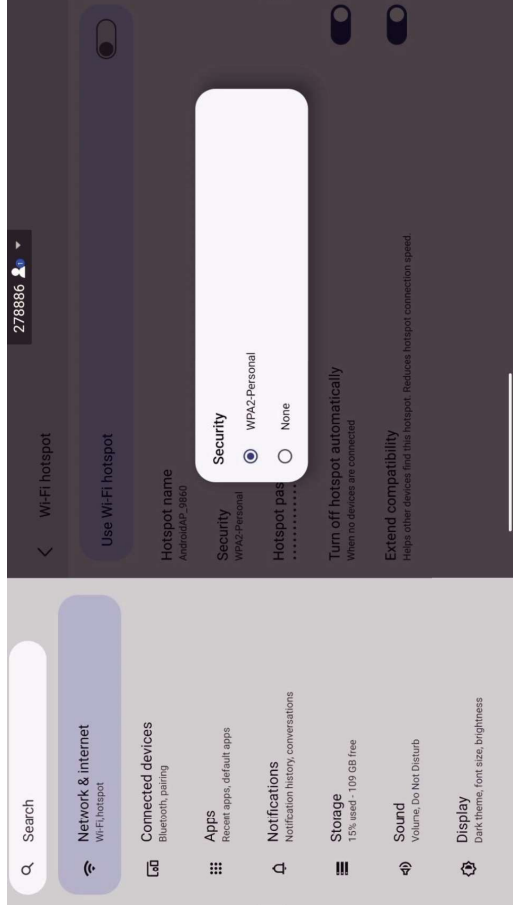 Search
Network & internet
Wi-Fi,hotspot
Connected devices
Bluetooth, pairing
Apps
Recent apps, default apps
Notifications
Notification history, conversations
Storage
15% used - 109 GB free
Sound
Volume, Do Not Disturb
Display
Dark theme, font size, brightness
278886
1
Wi-Fi hotspot
Use Wi-Fi hotspot
Hotspot name
AndroidAP_9860
Security
WPA2-Personal
Hotspot pas
Turn off hotspot automatically
When no devices are connected
Extend compatibility
Helps other devices find this hotspot. Reduces hotspot connection speed.
Security
WPA2-Personal
None